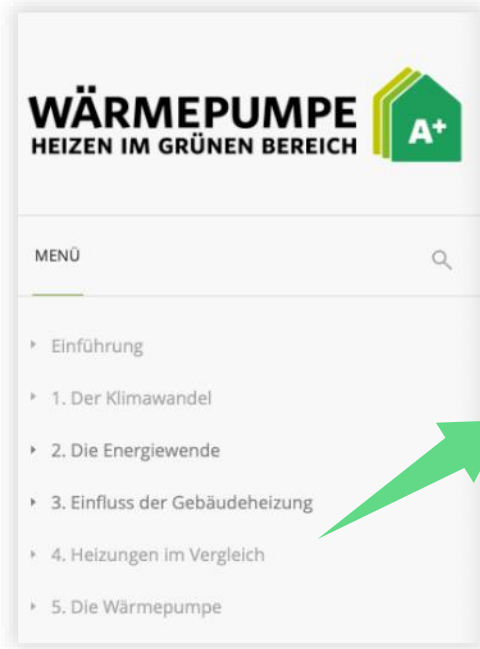 WÄRMEPUMPE
HEIZEN IM GRÜNEN BEREICH
A+
MENÜ
Einführung
1. Der Klimawandel
2. Die Energiewende
3. Einfluss der Gebäudeheizung
4. Heizungen im Vergleich
5. Die Wärmepumpe